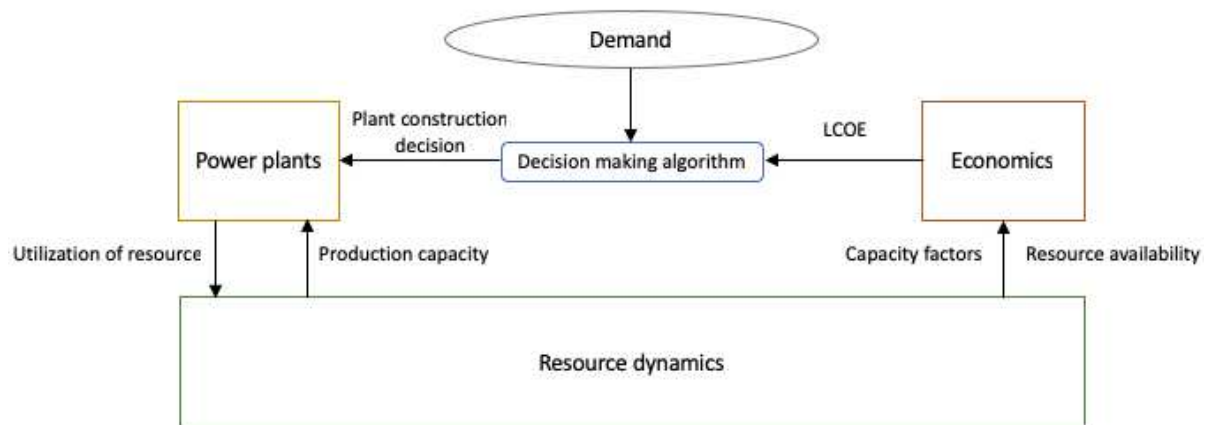 Demand
Plant construction
decision
LCOE
Power plants
Decision making algorithm
Economics
Utilization of resource
Production capacity
Capacity factors
Resource availability
Resource dynamics